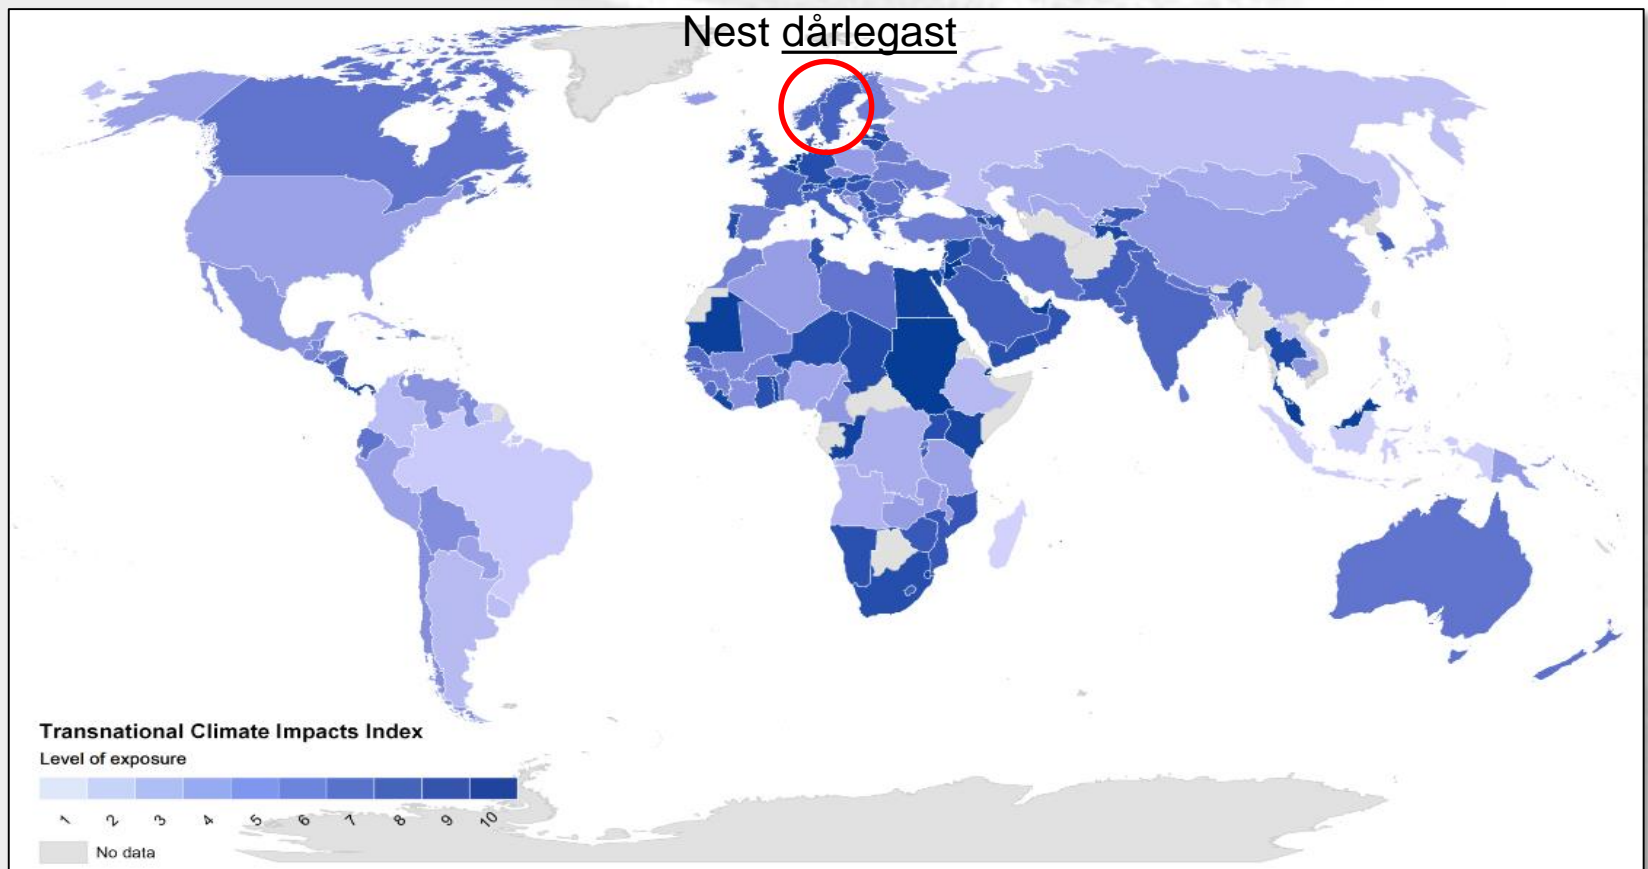 Nest dårlegast
Transnational Climate Impacts Index
Level of exposure
1 2 3 4 5 6 7 8 9 10
No data